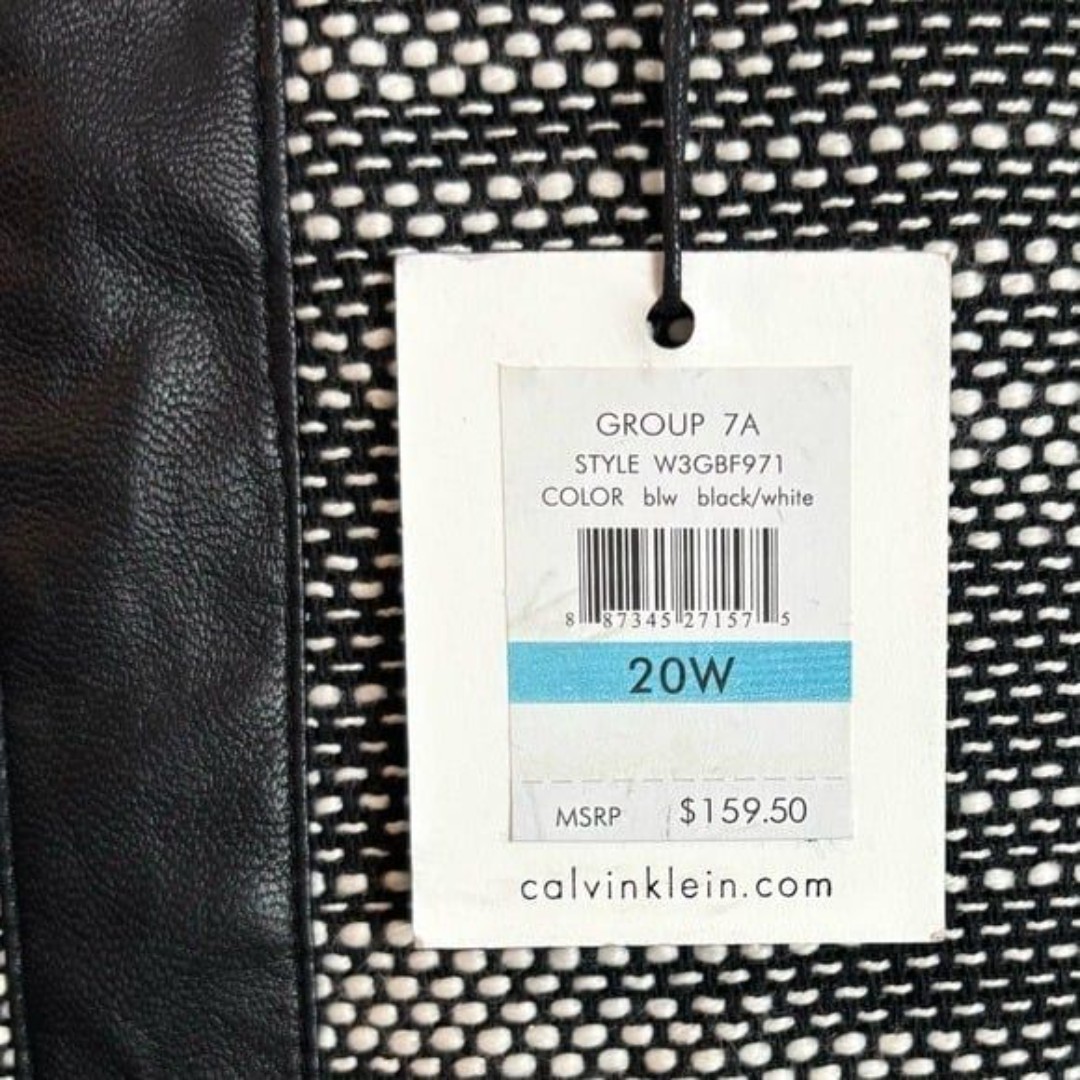 GROUP 7A
STYLE W3GBF971
COLOR blw black/white
8 87345 27157 5
20W
MSRP $159.50
calvinklein.com